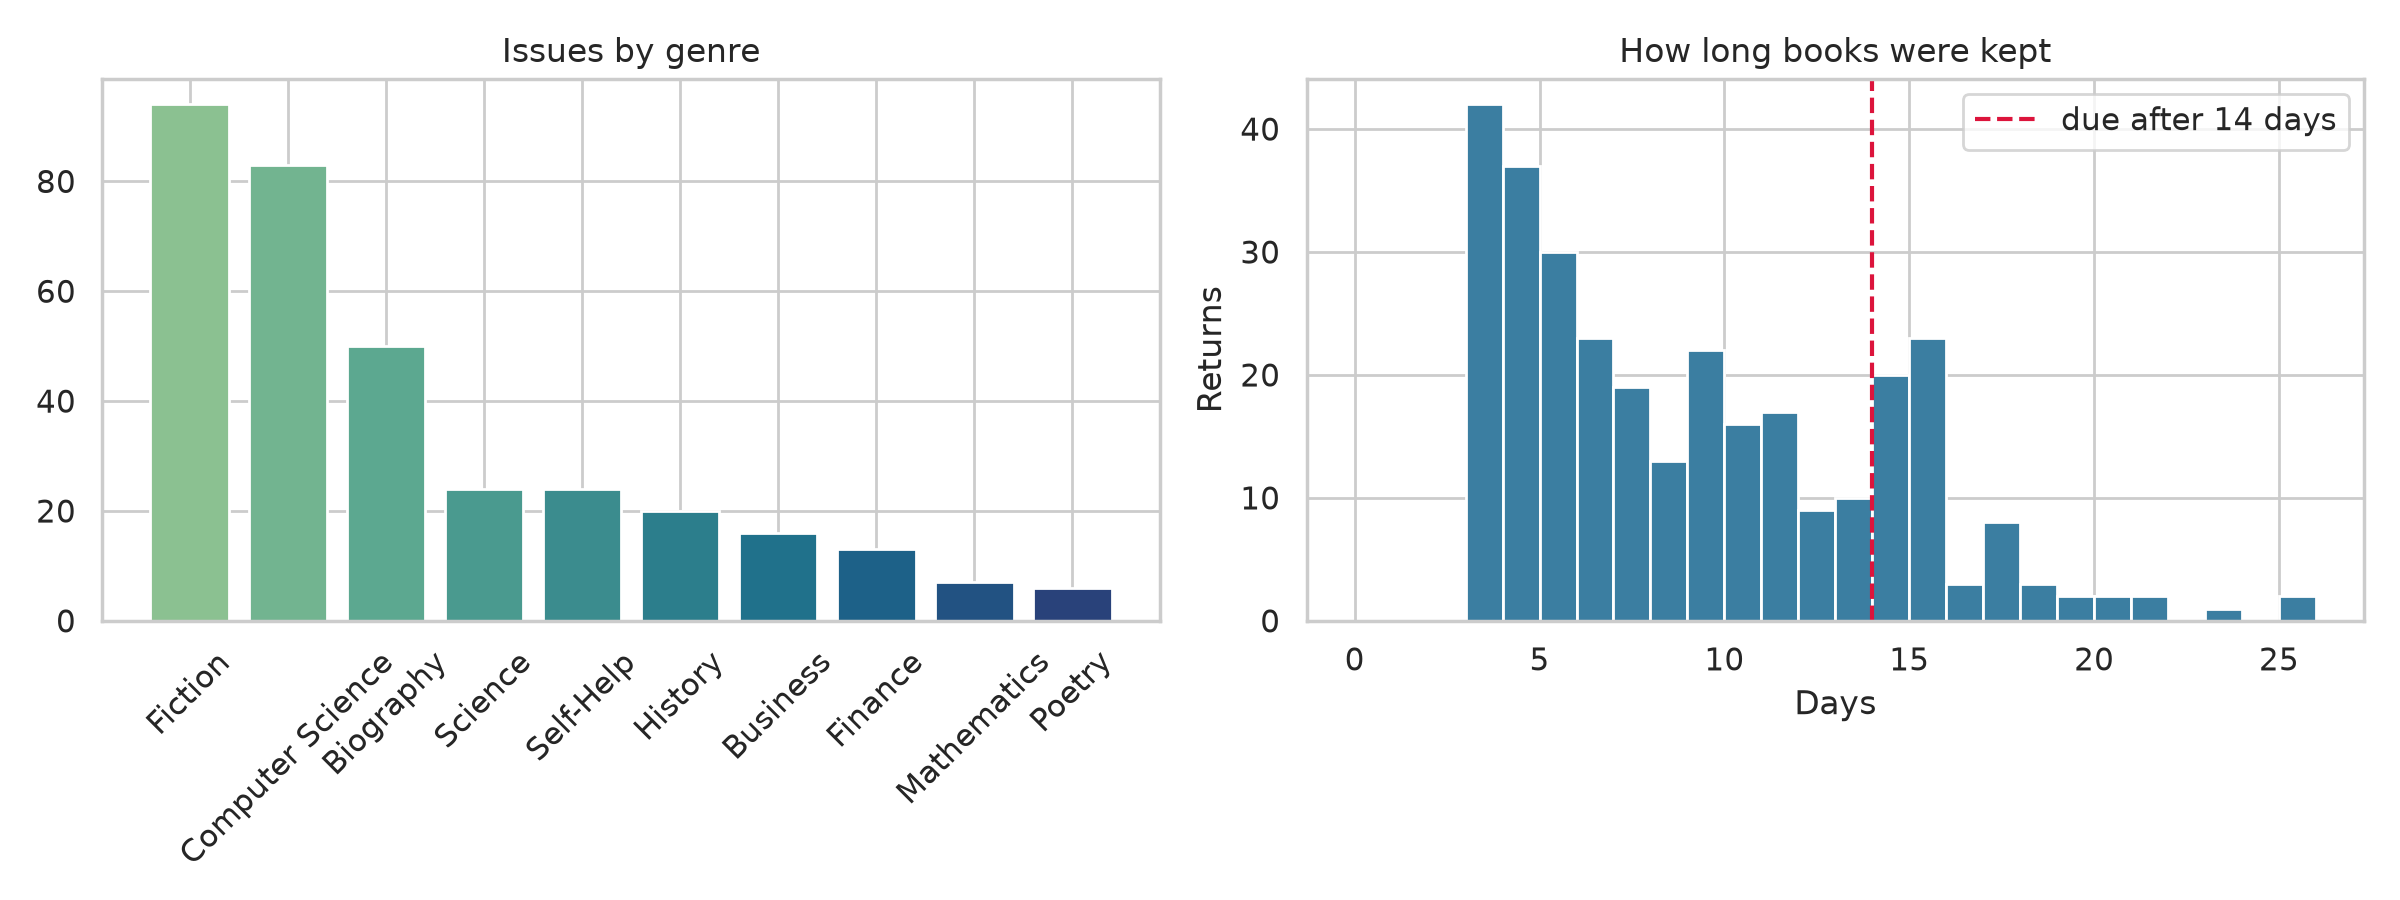 Issues by genre
80
60
40
20
0
Fiction
Computer Science
Biography
Science
Self-Help
History
Business
Finance
Mathematics
Poetry
How long books were kept
due after 14 days
Returns
40
30
20
10
0
0 5 10 15 20 25
Days